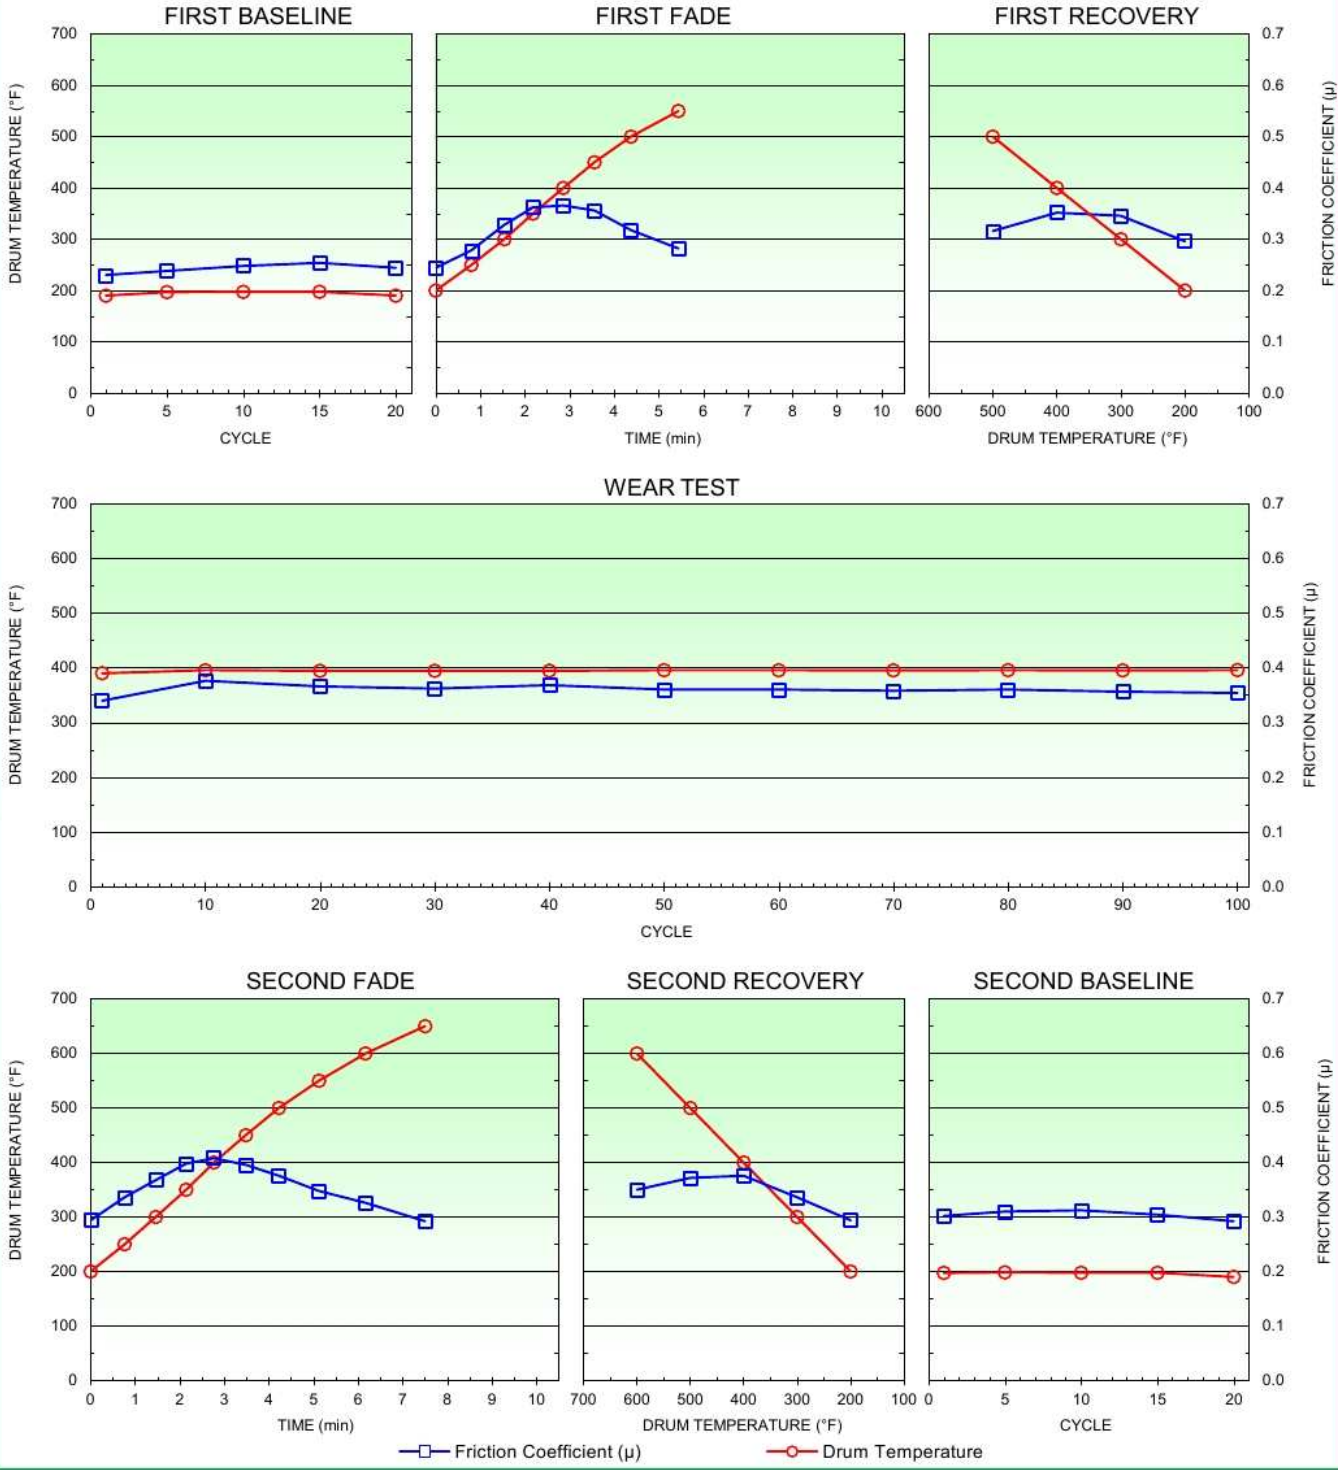 FIRST BASELINE
FIRST FADE
FIRST RECOVERY
DRUM TEMPERATURE (°F)
700
600
500
400
300
200
100
0
0 5 10 15 20
CYCLE
0 1 2 3 4 5 6 7 8 9 10
TIME (min)
600 500 400 300 200 100
DRUM TEMPERATURE (°F)
0.7
0.6
0.5
0.4
0.3
0.2
0.1
0.0
FRICTION COEFFICIENT (µ)
WEAR TEST
DRUM TEMPERATURE (°F)
700
600
500
400
300
200
100
0
0 10 20 30 40 50 60 70 80 90 100
CYCLE
0.7
0.6
0.5
0.4
0.3
0.2
0.1
0.0
FRICTION COEFFICIENT (µ)
SECOND FADE
SECOND RECOVERY
SECOND BASELINE
DRUM TEMPERATURE (°F)
700
600
500
400
300
200
100
0
0 1 2 3 4 5 6 7 8 9 10
TIME (min)
700 600 500 400 300 200 100
DRUM TEMPERATURE (°F)
0 5 10 15 20
CYCLE
0.7
0.6
0.5
0.4
0.3
0.2
0.1
0.0
FRICTION COEFFICIENT (µ)
Friction Coefficient (µ)
Drum Temperature